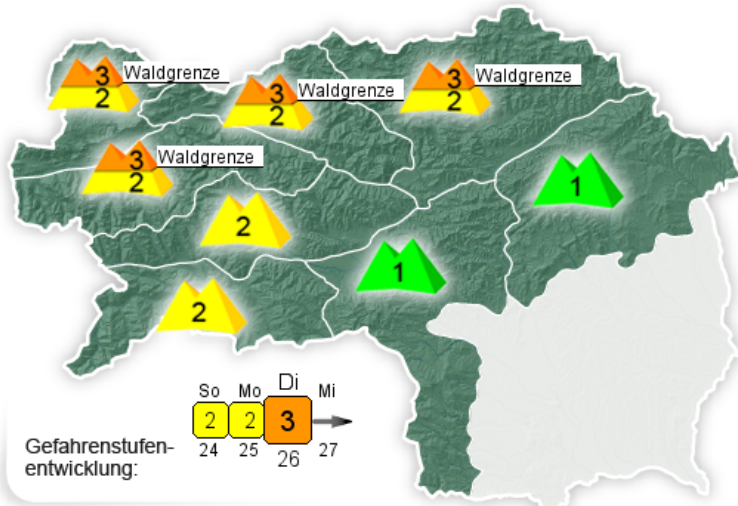 3 Waldgrenze
2
3 Waldgrenze
2
3 Waldgrenze
2
3 Waldgrenze
2
1
2
1
2
So Mo Di Mi
2 2 3
24 25 26 27
Gefahrenstufen-
entwicklung: